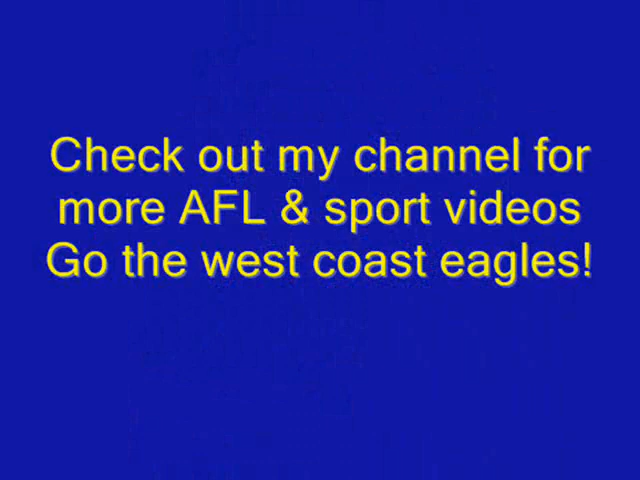 Check out my channel for
more AFL & sport videos
Go the west coast eagles!